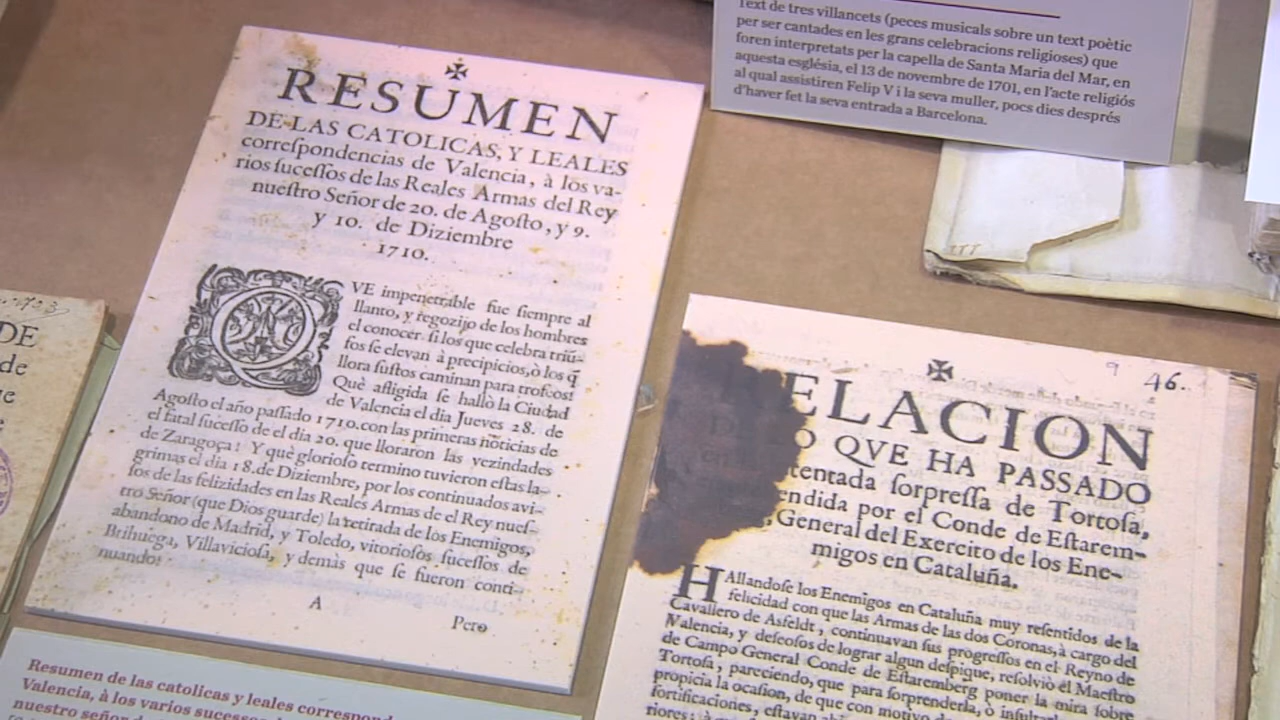 Text de tres villancets (peces musicals sobre un text poètic
per ser cantades en les grans celebracions religioses) que
foren interpretats per la capella de Santa Maria del Mar, en
aquesta església, el 13 de novembre de 1701, en l'acte religiós
al qual assistiren Felip V i la seva muller, pocs dies després
d'haver fet la seva entrada a Barcelona.
RESUMEN
DE LAS CATOLICAS, Y LEALES
correſpondencias de Valencia, à los va-
rios ſuceſſos de las Reales Armas del Rey
nueſtro Señor de 20. de Agoſto, y 9.
y 10. de Diziembre
1710.
QVE impenetrable fue ſiempre al
llanto, y regozijo de los hombres
el conocer, ſi los que celebra triũ-
fos ſe elevan à precipicios, ò los q̃
llora ſuſtos caminan para trofeos!
Què afligida ſe hallò la Ciudad
de Valencia el dia Jueves 28. de
Agoſto el año paſſado 1710. con las primeras noticias de
el fatal ſuceſſo de el dia 20. que lloraron las vezindades
de Zaragoça! Y què glorioſo termino tuvieron eſtas la-
grimas el dia 18. de Diziembre, por los continuados avi-
ſos de las felizidades en las Reales Armas de el Rey nueſ-
tro Señor (que Dios guarde) la retirada de los Enemigos,
abandono de Madrid, y Toledo, vitorioſos ſuceſſos de
Brihuega, Villavicioſa, y demàs que ſe fueron conti-
nuando!
A
Pero
DE
de
46.
ELACION
O QVE HA PASSADO
tentada ſorpreſſa de Tortoſa,
endida por el Conde de Eſtarem-
, General del Exercito de los Ene-
migos en Cataluña.
HAllandoſe los Enemigos en Cataluña muy reſentidos de la
felicidad con que las Armas de las dos Coronas, à cargo del
Cavallero de Asfeldt, continuavan ſus progreſſos en el Reyno de
Valencia, y deſeoſos de lograr algun deſpique, reſolviò el Maeſtro
de Campo General Conde de Eſtaremberg poner la mira ſobre
Tortoſa, pareciendo, que para ſorprenderla, ò inſult
propicia la ocaſion, de que con motivo d
fortificaciones, eſtavan ab
riores: à
Resumen de las catolicas y leales correspond
Valencia, à los varios sucesos d
nuestro señor d